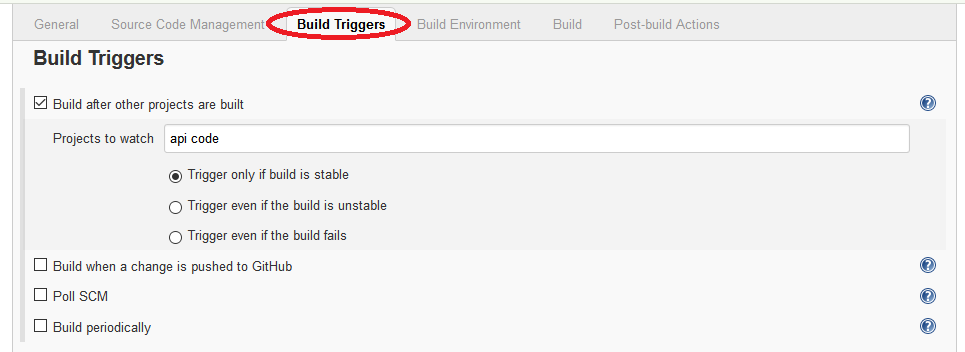 General Source Code Management Build Triggers Build Environment Build Post-build Actions
Build Triggers
Build after other projects are built
Projects to watch api code
Trigger only if build is stable
Trigger even if the build is unstable
Trigger even if the build fails
Build when a change is pushed to GitHub
Poll SCM
Build periodically